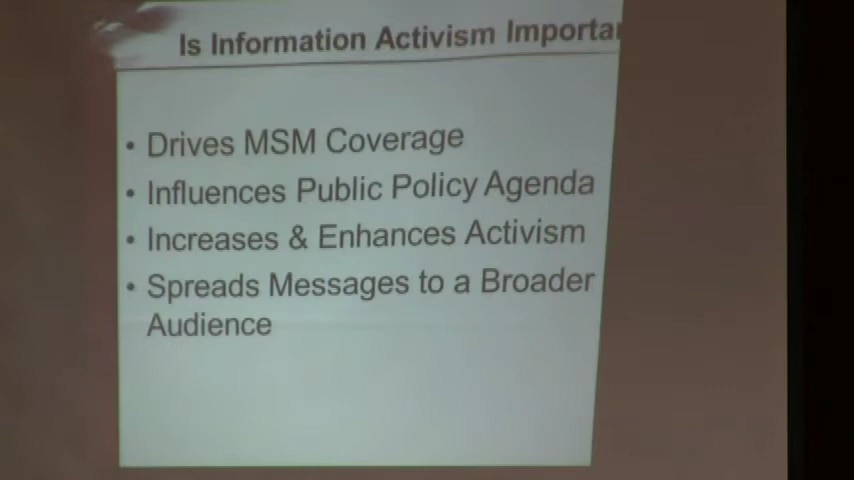 Is Information Activism Importa
• Drives MSM Coverage
• Influences Public Policy Agenda
• Increases & Enhances Activism
• Spreads Messages to a Broader
Audience